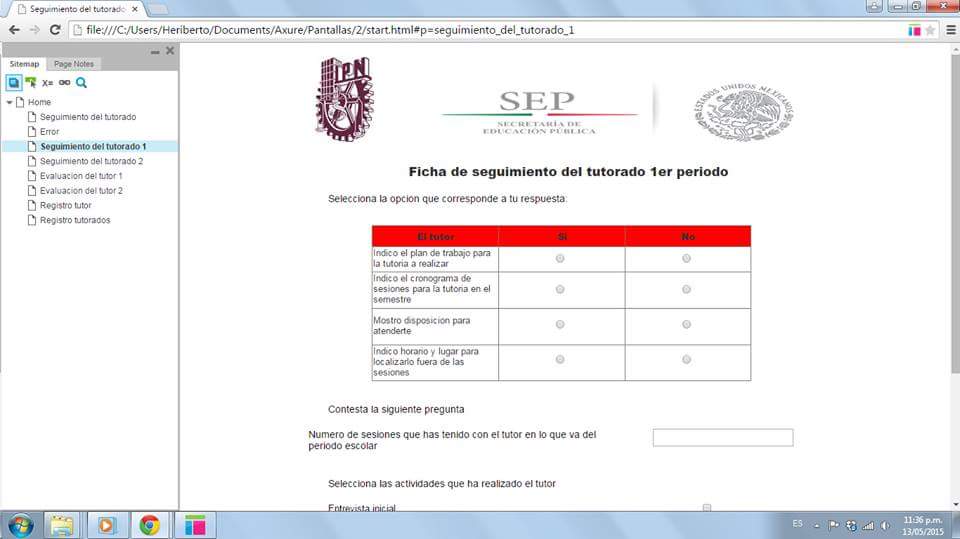 Seguimiento del tutorado
file:///C:/Users/Heriberto/Documents/Axure/Pantallas/2/start.html#p=seguimiento_del_tutorado_1
Sitemap
Page Notes
X=
Home
Seguimiento del tutorado
Error
Seguimiento del tutorado 1
Seguimiento del tutorado 2
Evaluacion del tutor 1
Evaluacion del tutor 2
Registro tutor
Registro tutorados
IPN
SEP
SECRETARÍA DE
EDUCACIÓN PÚBLICA
ESTADOS UNIDOS MEXICANOS
Ficha de seguimiento del tutorado 1er periodo
Selecciona la opcion que corresponde a tu respuesta:
El tutor
Si
No
Indico el plan de trabajo para
la tutoria a realizar
Indico el cronograma de
sesiones para la tutoria en el
semestre
Mostro disposicion para
atenderte
Indico horario y lugar para
localizarlo fuera de las
sesiones
Contesta la siguiente pregunta
Numero de sesiones que has tenido con el tutor en lo que va del
periodo escolar
Selecciona las actividades que ha realizado el tutor
Entrevista inicial
ES
11:36 p.m.
13/05/2015